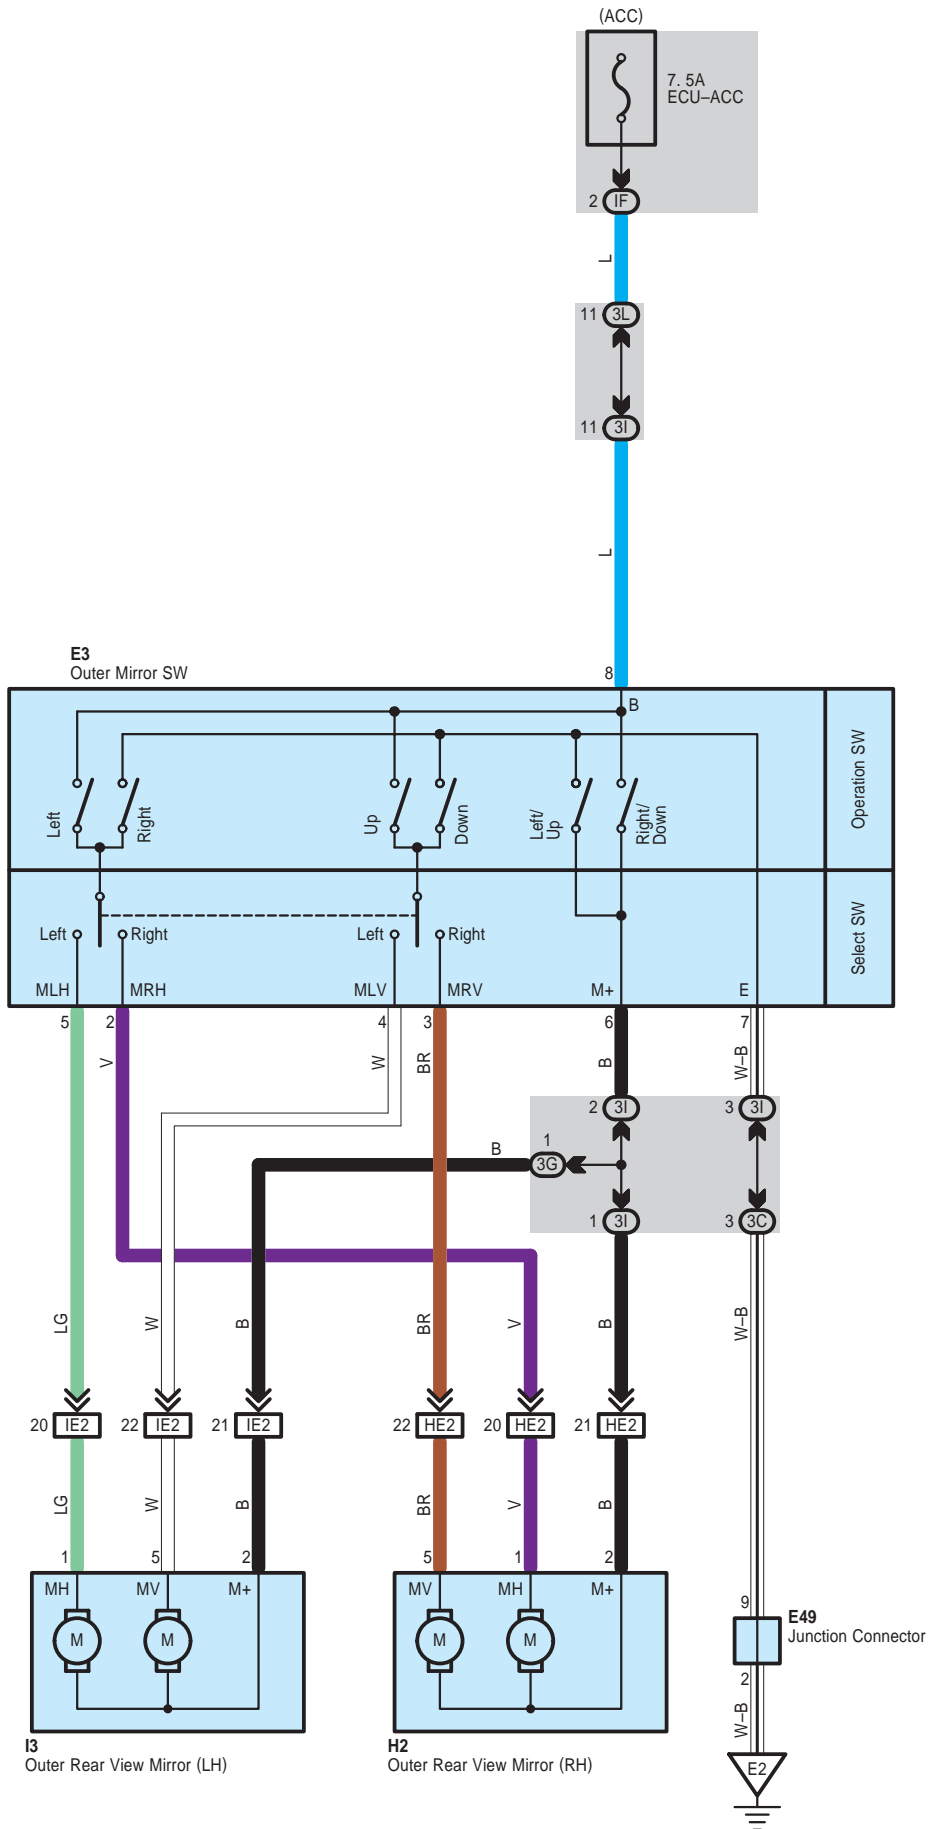 (ACC)
7. 5A
ECU–ACC
2 IF
L
11 3L
11 3I
L
E3
Outer Mirror SW
8
B
Operation SW
Left
Right
Up
Down
Left/
Up
Right/
Down
Select SW
Left Right Left Right
MLH MRH MLV MRV M+ E
5 2 4 3 6 7
V W BR B W–B
2 3I 3 3I
1
B
3G
1 3I 3 3C
LG W B BR V B W–B
20 IE2 22 IE2 21 IE2 22 HE2 20 HE2 21 HE2
LG W B BR V B
1 5 2 5 1 2
MH MV M+ MV MH M+
9
E49
Junction Connector
M M M M
2
W–B
I3
Outer Rear View Mirror (LH)
H2
Outer Rear View Mirror (RH)
E2